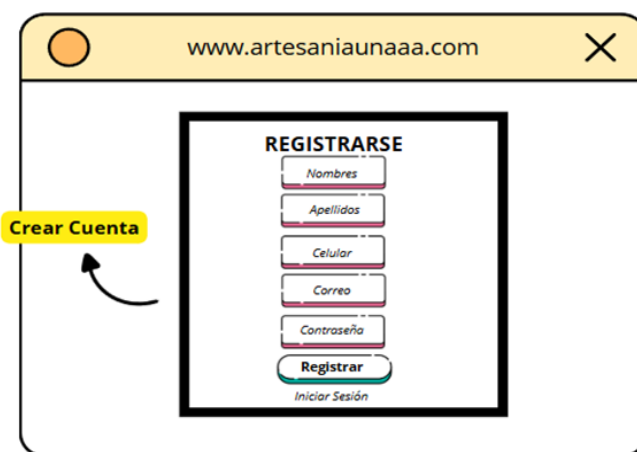 www.artesaniaunaaa.com
REGISTRARSE
Nombres
Apellidos
Crear Cuenta
Celular
Correo
Contraseña
Registrar
Iniciar Sesión